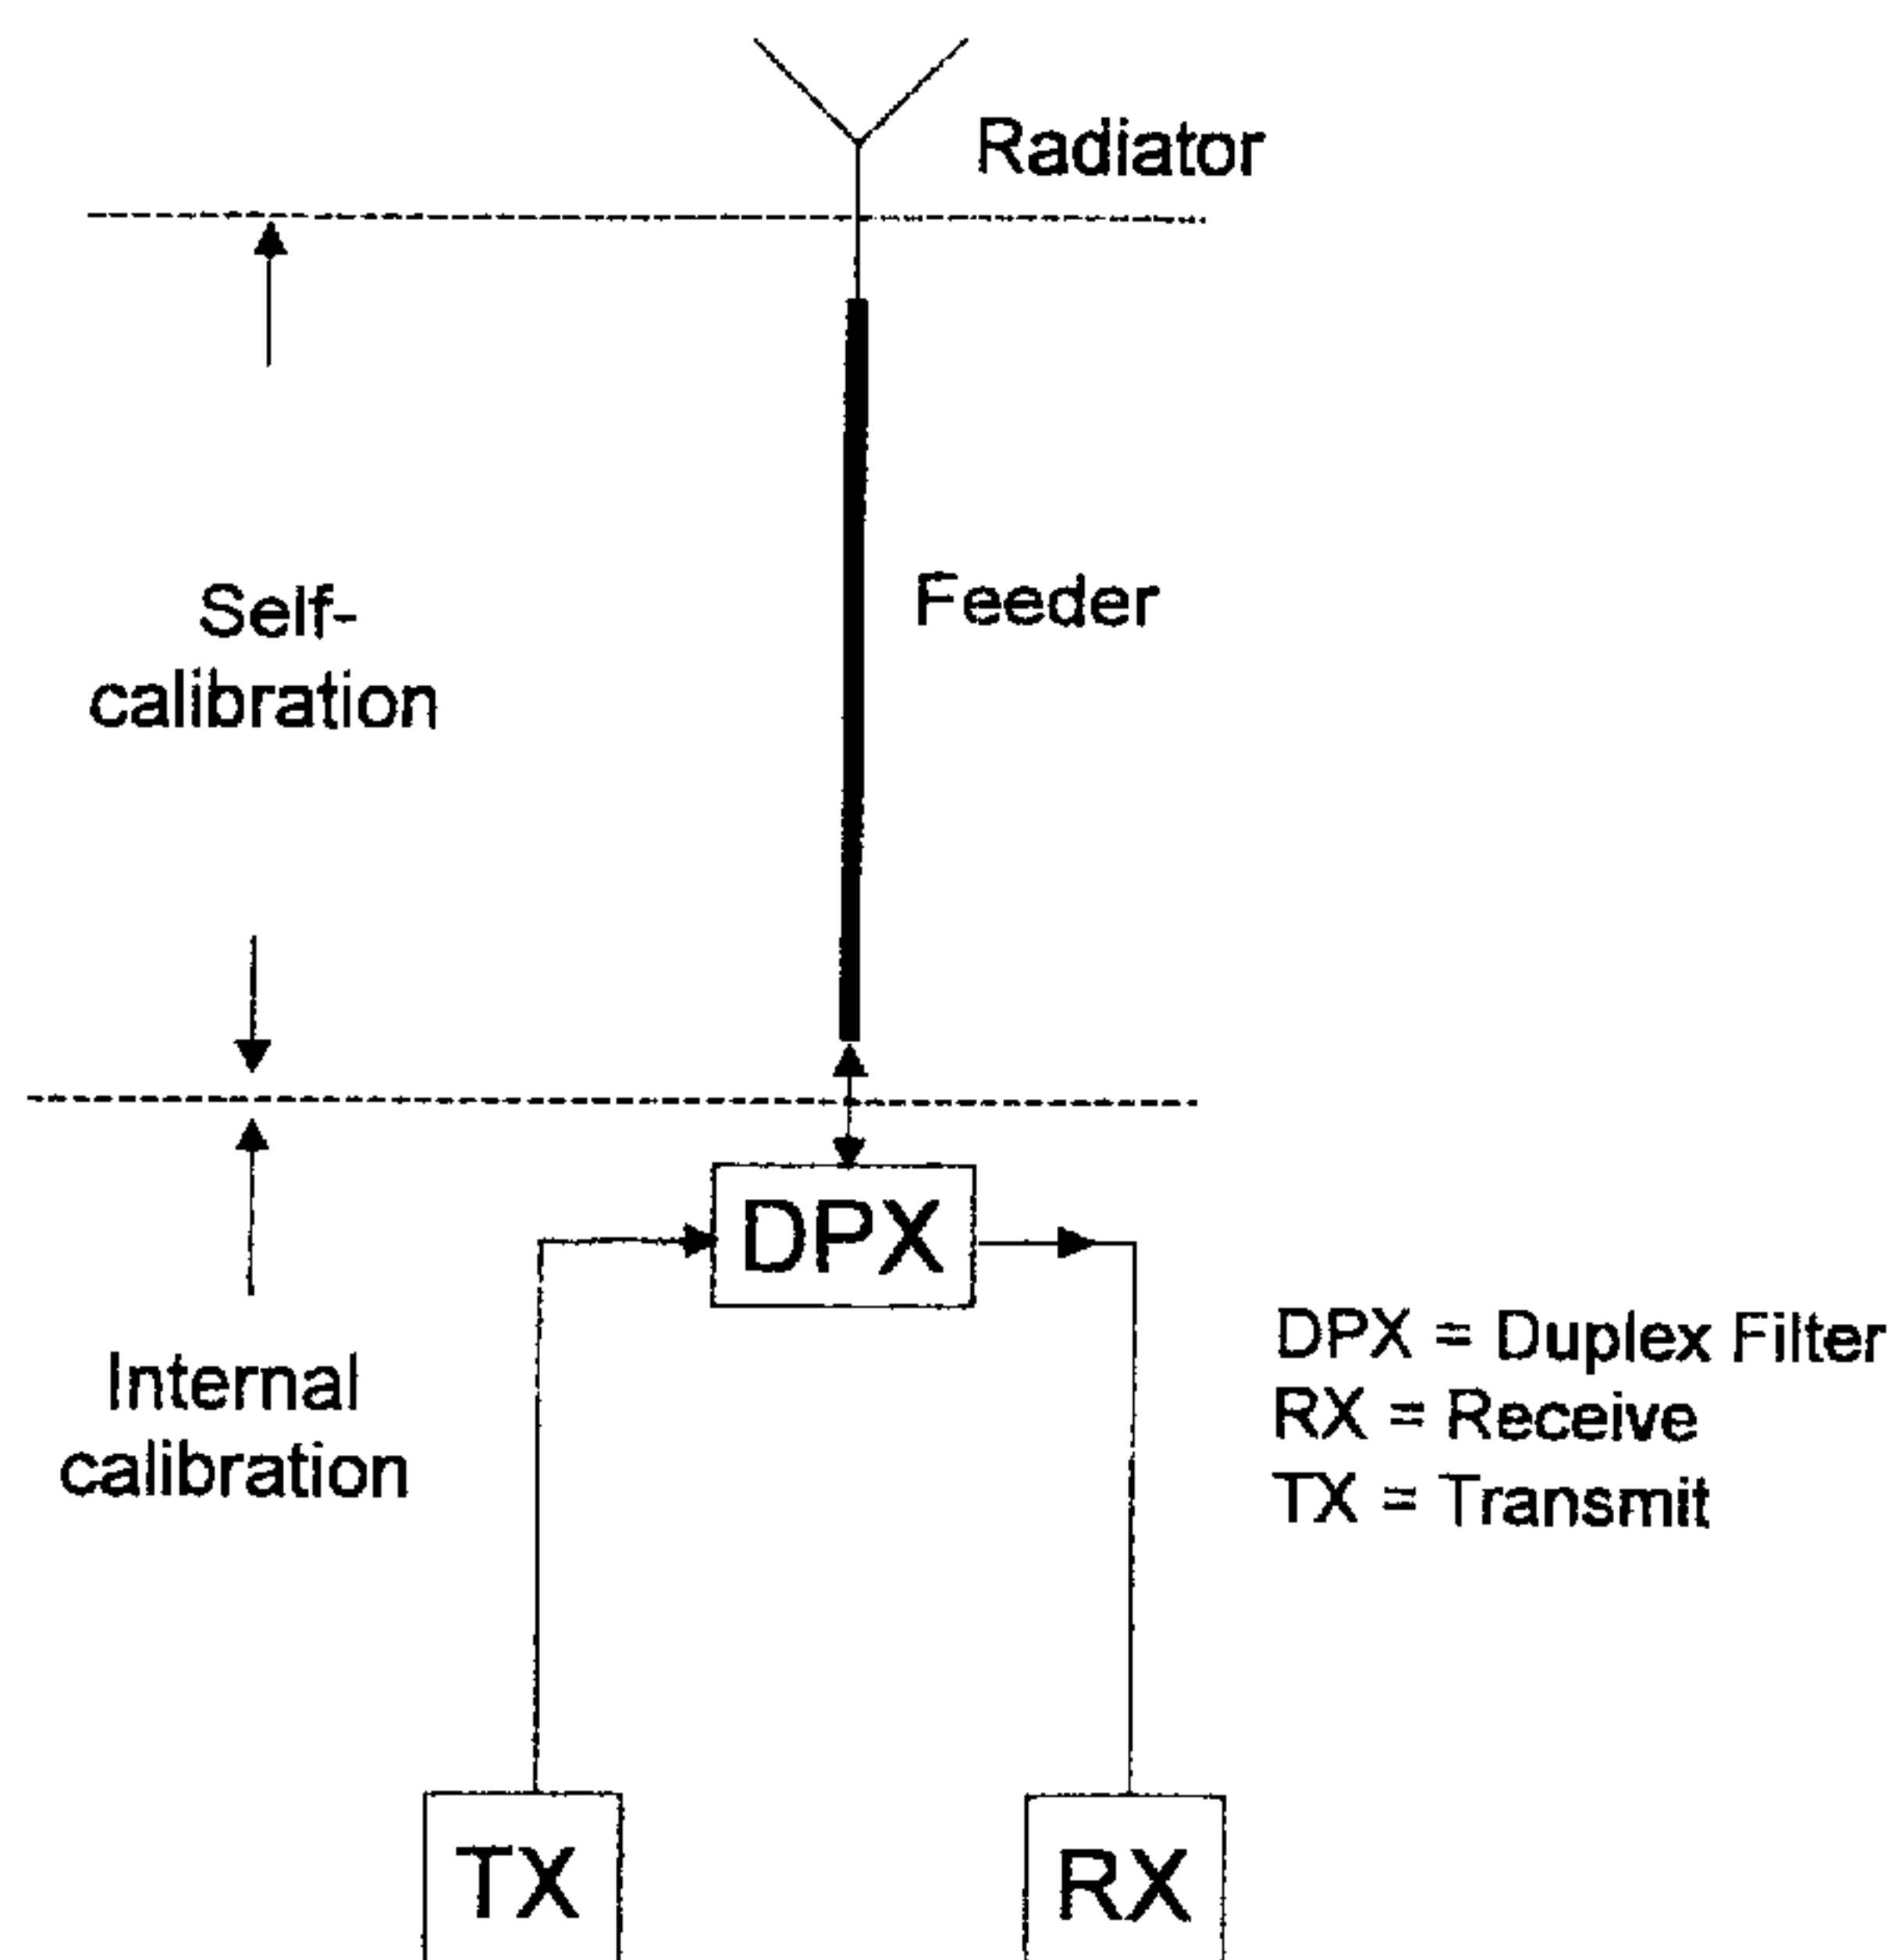 Radiator
Self-
calibration
Feeder
DPX
Internal
calibration
DPX = Duplex Filter
RX = Receive
TX = Transmit
TX
RX